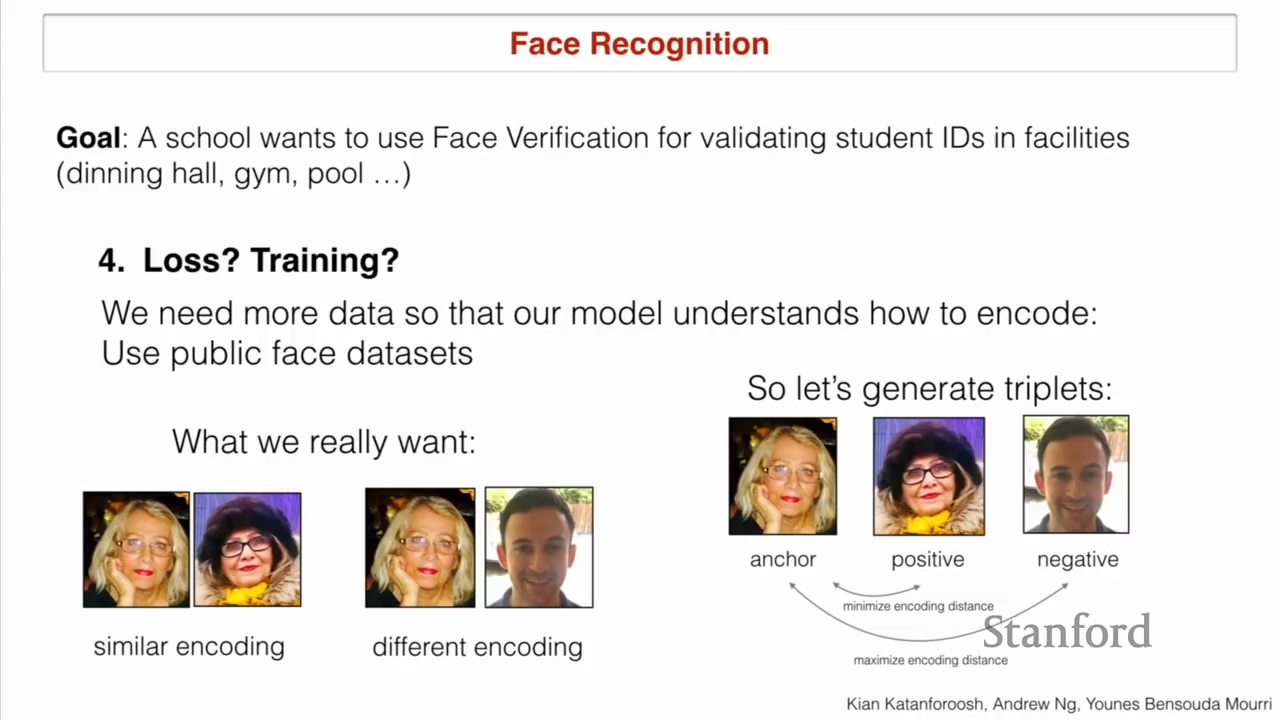 Face Recognition
Goal: A school wants to use Face Verification for validating student IDs in facilities
(dinning hall, gym, pool …)
4. Loss? Training?
We need more data so that our model understands how to encode:
Use public face datasets
So let's generate triplets:
What we really want:
anchor
positive
negative
minimize encoding distance
Stanford
similar encoding
different encoding
maximize encoding distance
Kian Katanforoosh, Andrew Ng, Younes Bensouda Mourri